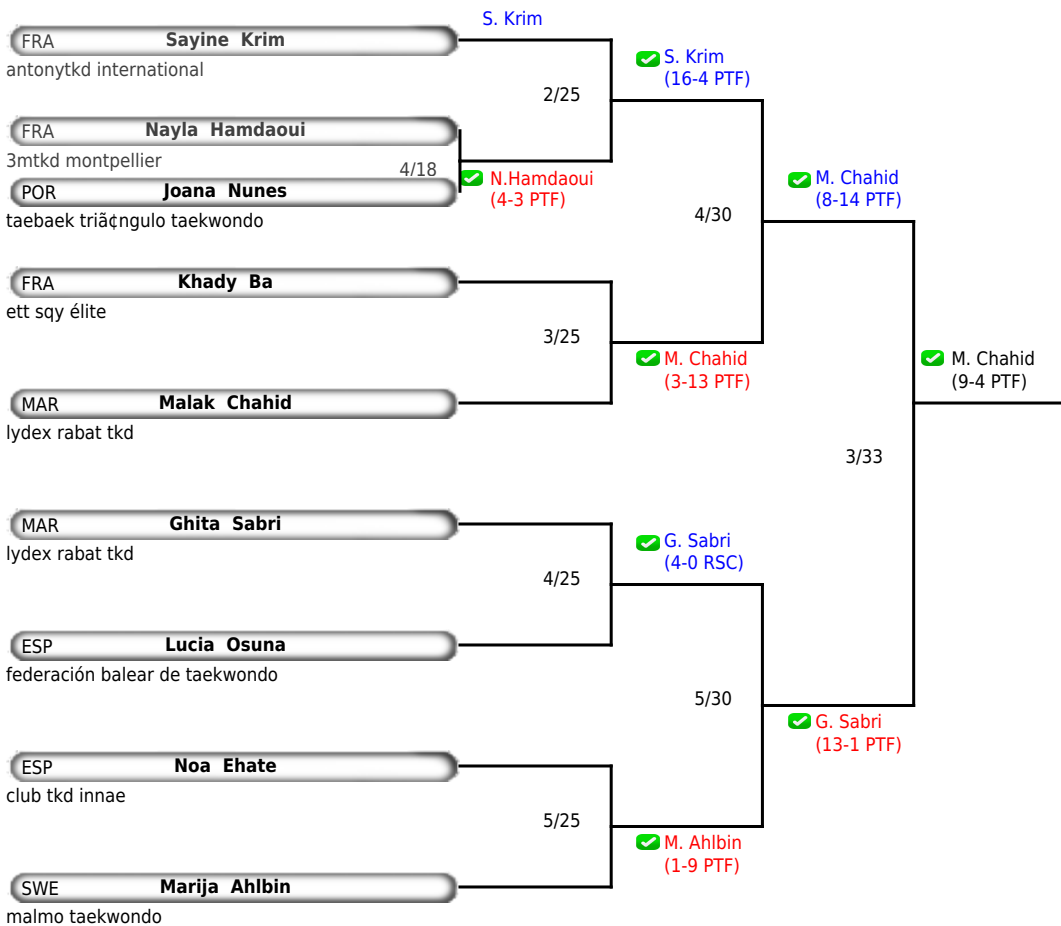 S. Krim
FRA Sayine Krim
antonytkd international
S. Krim
(16-4 PTF)
2/25
FRA Nayla Hamdaoui
3mtkd montpellier
4/18
N.Hamdaoui
(4-3 PTF)
POR Joana Nunes
taebaek triã¢ngulo taekwondo
M. Chahid
(8-14 PTF)
4/30
FRA Khady Ba
ett sqy élite
3/25
M. Chahid
(3-13 PTF)
M. Chahid
(9-4 PTF)
MAR Malak Chahid
lydex rabat tkd
3/33
MAR Ghita Sabri
lydex rabat tkd
G. Sabri
(4-0 RSC)
4/25
ESP Lucia Osuna
federación balear de taekwondo
5/30
G. Sabri
(13-1 PTF)
ESP Noa Ehate
club tkd innae
5/25
M. Ahlbin
(1-9 PTF)
SWE Marija Ahlbin
malmo taekwondo